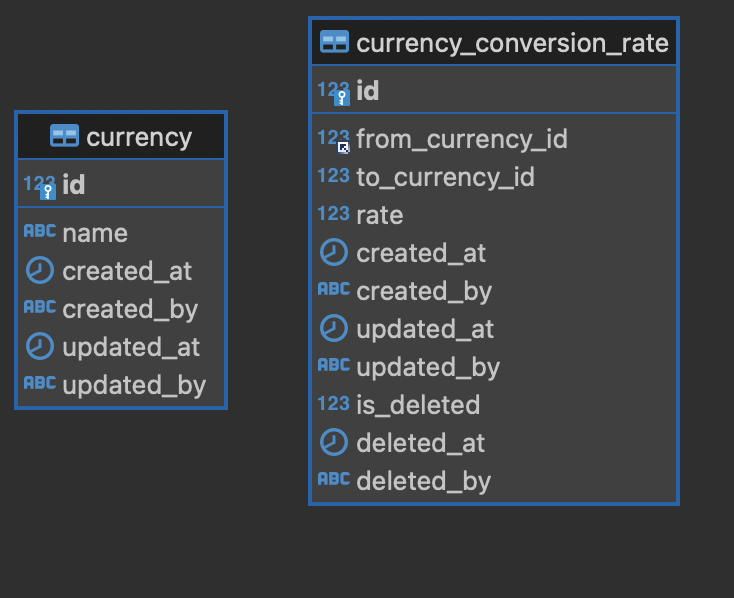 currency
123 id
ABC name
created_at
ABC created_by
updated_at
ABC updated_by
currency_conversion_rate
123 id
123 from_currency_id
123 to_currency_id
123 rate
created_at
ABC created_by
updated_at
ABC updated_by
123 is_deleted
deleted_at
ABC deleted_by